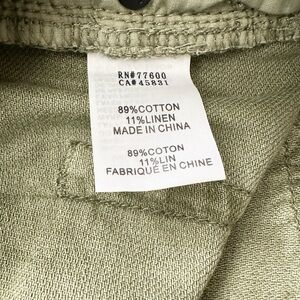 RN#77600
CA#45831
89%COTTON
11%LINEN
MADE IN CHINA
89%COTON
11%LIN
FABRIQUÉ EN CHINE